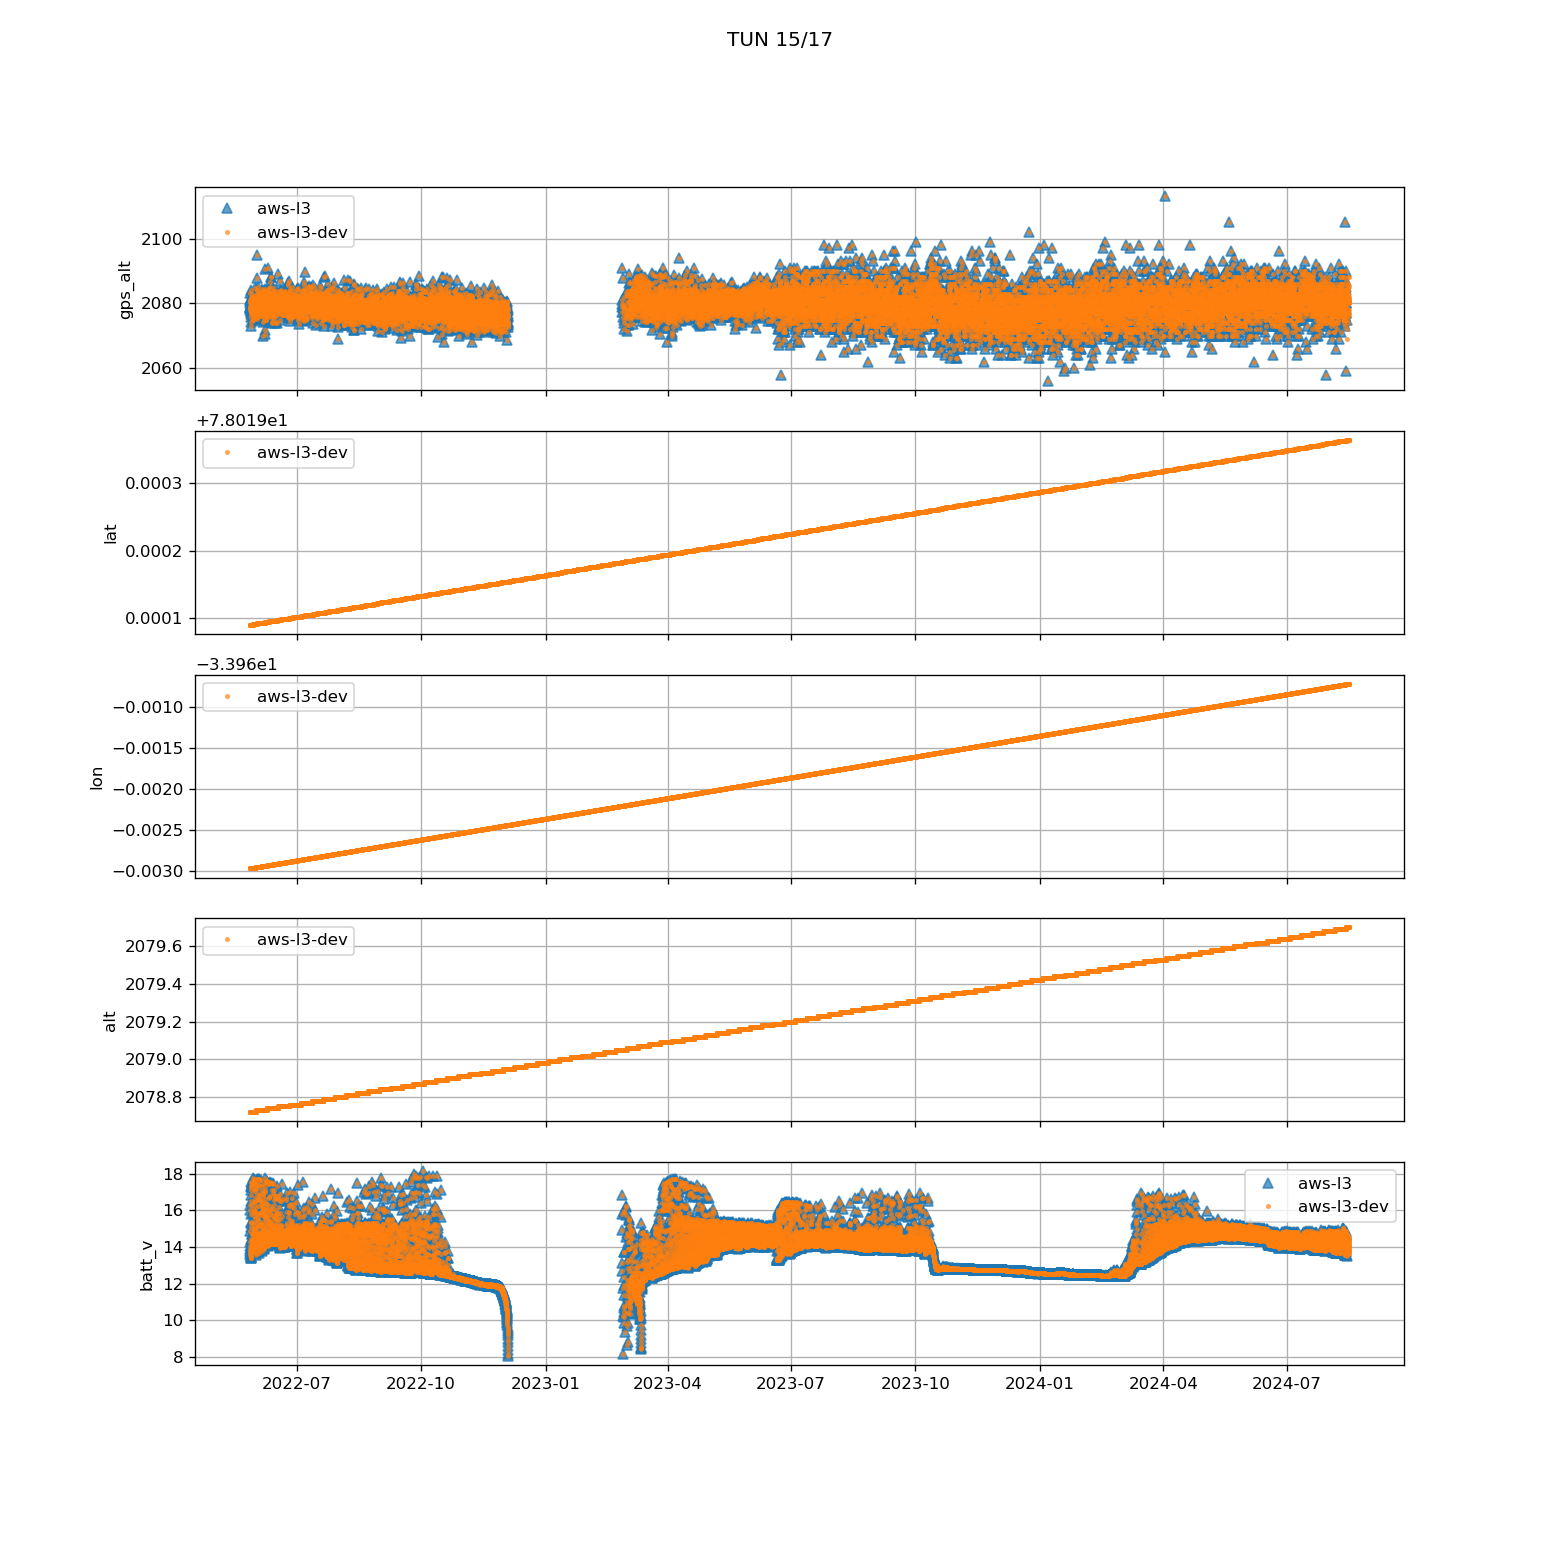 TUN 15/17
aws-l3
aws-l3-dev
gps_alt
2100
2080
2060
+7.8019e1
aws-l3-dev
lat
0.0003
0.0002
0.0001
−3.396e1
aws-l3-dev
lon
−0.0010
−0.0015
−0.0020
−0.0025
−0.0030
aws-l3-dev
alt
2079.6
2079.4
2079.2
2079.0
2078.8
aws-l3
aws-l3-dev
batt_v
18
16
14
12
10
8
2022-07 2022-10 2023-01 2023-04 2023-07 2023-10 2024-01 2024-04 2024-07